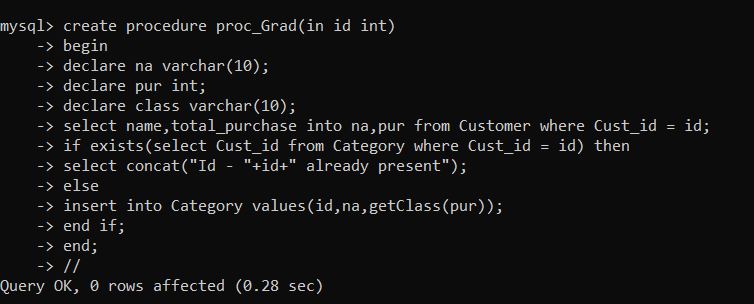 mysql> create procedure proc_Grad(in id int)
    -> begin
    -> declare na varchar(10);
    -> declare pur int;
    -> declare class varchar(10);
    -> select name,total_purchase into na,pur from Customer where Cust_id = id;
    -> if exists(select Cust_id from Category where Cust_id = id) then
    -> select concat("Id - "+id+" already present");
    -> else
    -> insert into Category values(id,na,getClass(pur));
    -> end if;
    -> end;
    -> //
Query OK, 0 rows affected (0.28 sec)